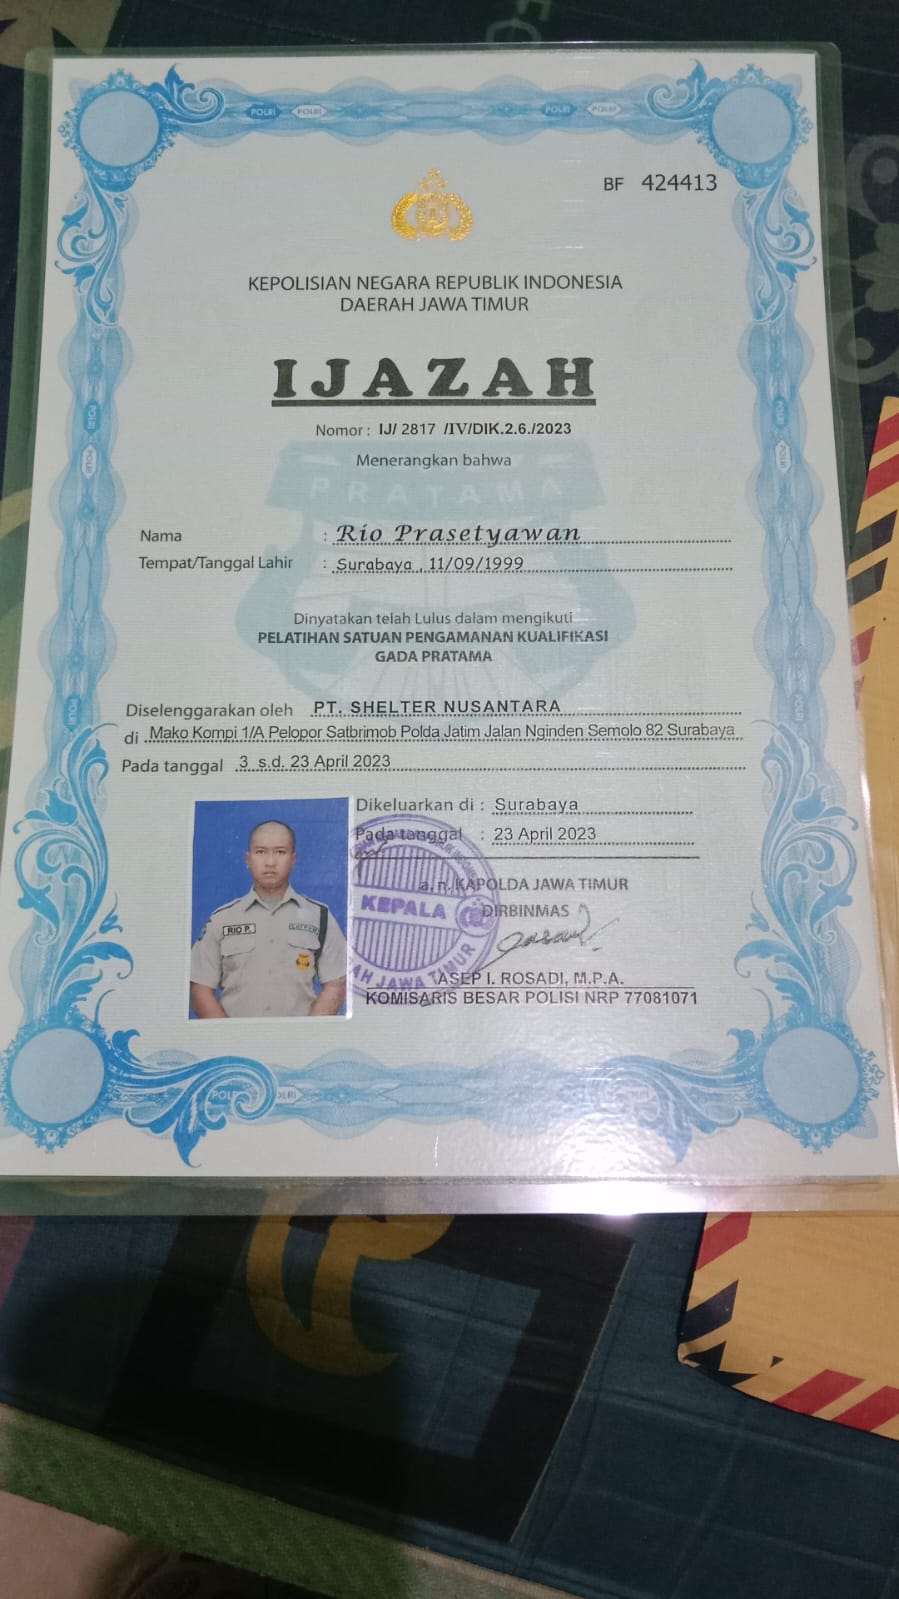 POLRI POLRI POLRI POLRI
BF 424413
KEPOLISIAN NEGARA REPUBLIK INDONESIA
DAERAH JAWA TIMUR
IJAZAH
Nomor : IJ/ 2817 /IV/DIK.2.6./2023
Menerangkan bahwa
PRATAMA
Nama : Rio Prasetyawan
Tempat/Tanggal Lahir : Surabaya , 11/09/1999
Dinyatakan telah Lulus dalam mengikuti
PELATIHAN SATUAN PENGAMANAN KUALIFIKASI
GADA PRATAMA
Diselenggarakan oleh PT. SHELTER NUSANTARA
di Mako Kompi 1/A Pelopor Satbrimob Polda Jatim Jalan Nginden Semolo 82 Surabaya
Pada tanggal 3 s.d. 23 April 2023
Dikeluarkan di : Surabaya
Pada tanggal : 23 April 2023
a.n. KAPOLDA JAWA TIMUR
DIRBINMAS
KEPALA
JAWA TIMUR
RIO P.
SATPAM
ASEP I. ROSADI, M.P.A.
KOMISARIS BESAR POLISI NRP 77081071
POLRI POLRI